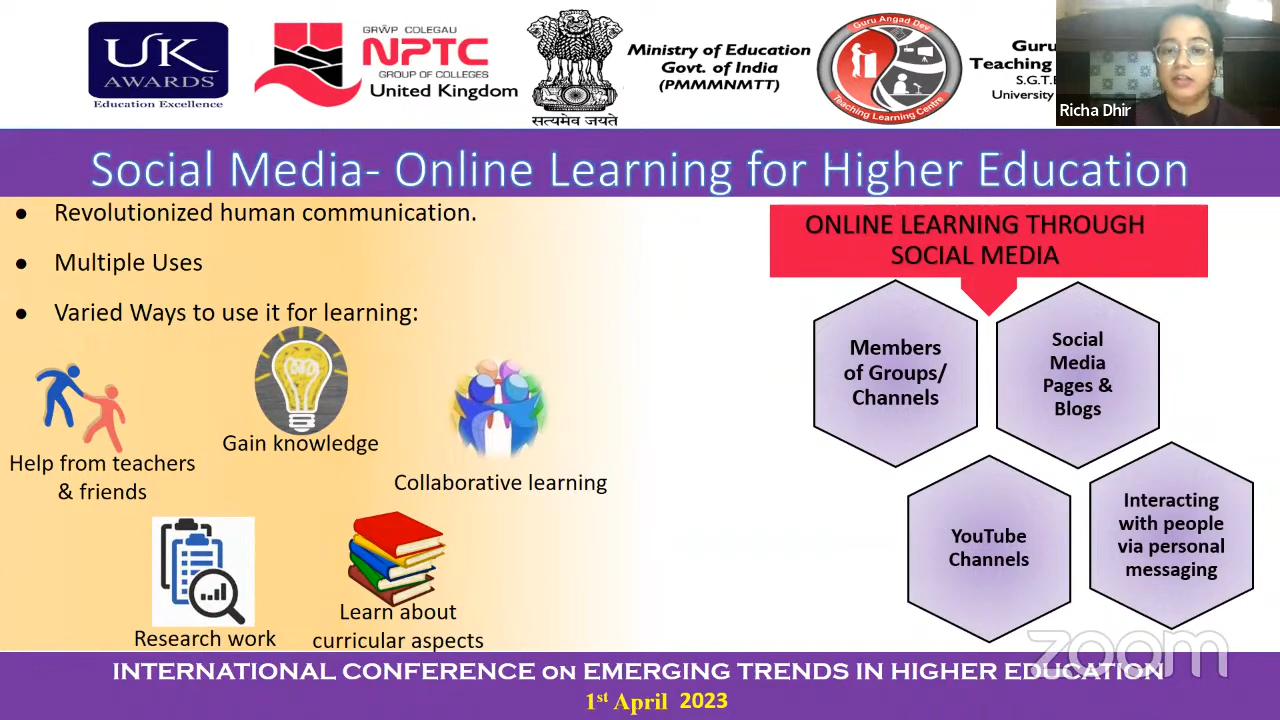 UK
AWARDS
Education Excellence
GRŴP COLEGAU
NPTC
GROUP OF COLLEGES
United Kingdom
सत्यमेव जयते
Ministry of Education
Govt. of India
(PMMMNMTT)
Guru Angad Dev
Teaching Learning Centre
Guru
Teaching
S.G.T.B
University
Richa Dhir
Social Media- Online Learning for Higher Education
● Revolutionized human communication.
● Multiple Uses
● Varied Ways to use it for learning:
Help from teachers
& friends
Gain knowledge
Collaborative learning
Research work
Learn about
curricular aspects
ONLINE LEARNING THROUGH
SOCIAL MEDIA
Members
of Groups/
Channels
Social
Media
Pages &
Blogs
YouTube
Channels
Interacting
with people
via personal
messaging
zoom
INTERNATIONAL CONFERENCE on EMERGING TRENDS IN HIGHER EDUCATION
1st April 2023